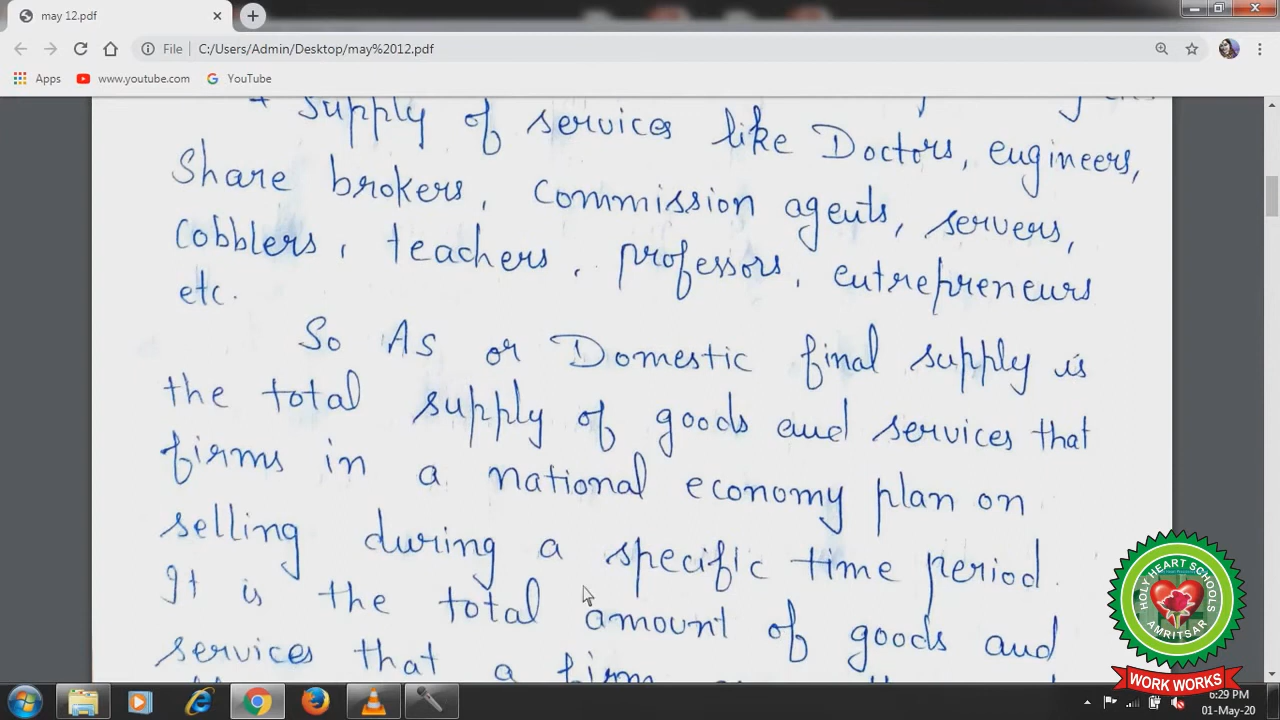 may 12.pdf
File C:/Users/Admin/Desktop/may%2012.pdf
Apps www.youtube.com YouTube
+ supply of services like Doctors, engineers,
Share brokers, commission agents, servers,
cobblers, teachers, professors, entrepreneurs
etc.
So AS or Domestic final supply is
the total supply of goods and services that
firms in a national economy plan on
selling during a specific time period.
It is the total amount of goods and
services that a firm
HOLY HEART SCHOOLS
AMRITSAR
WORK WORKS
6:29 PM
01-May-20